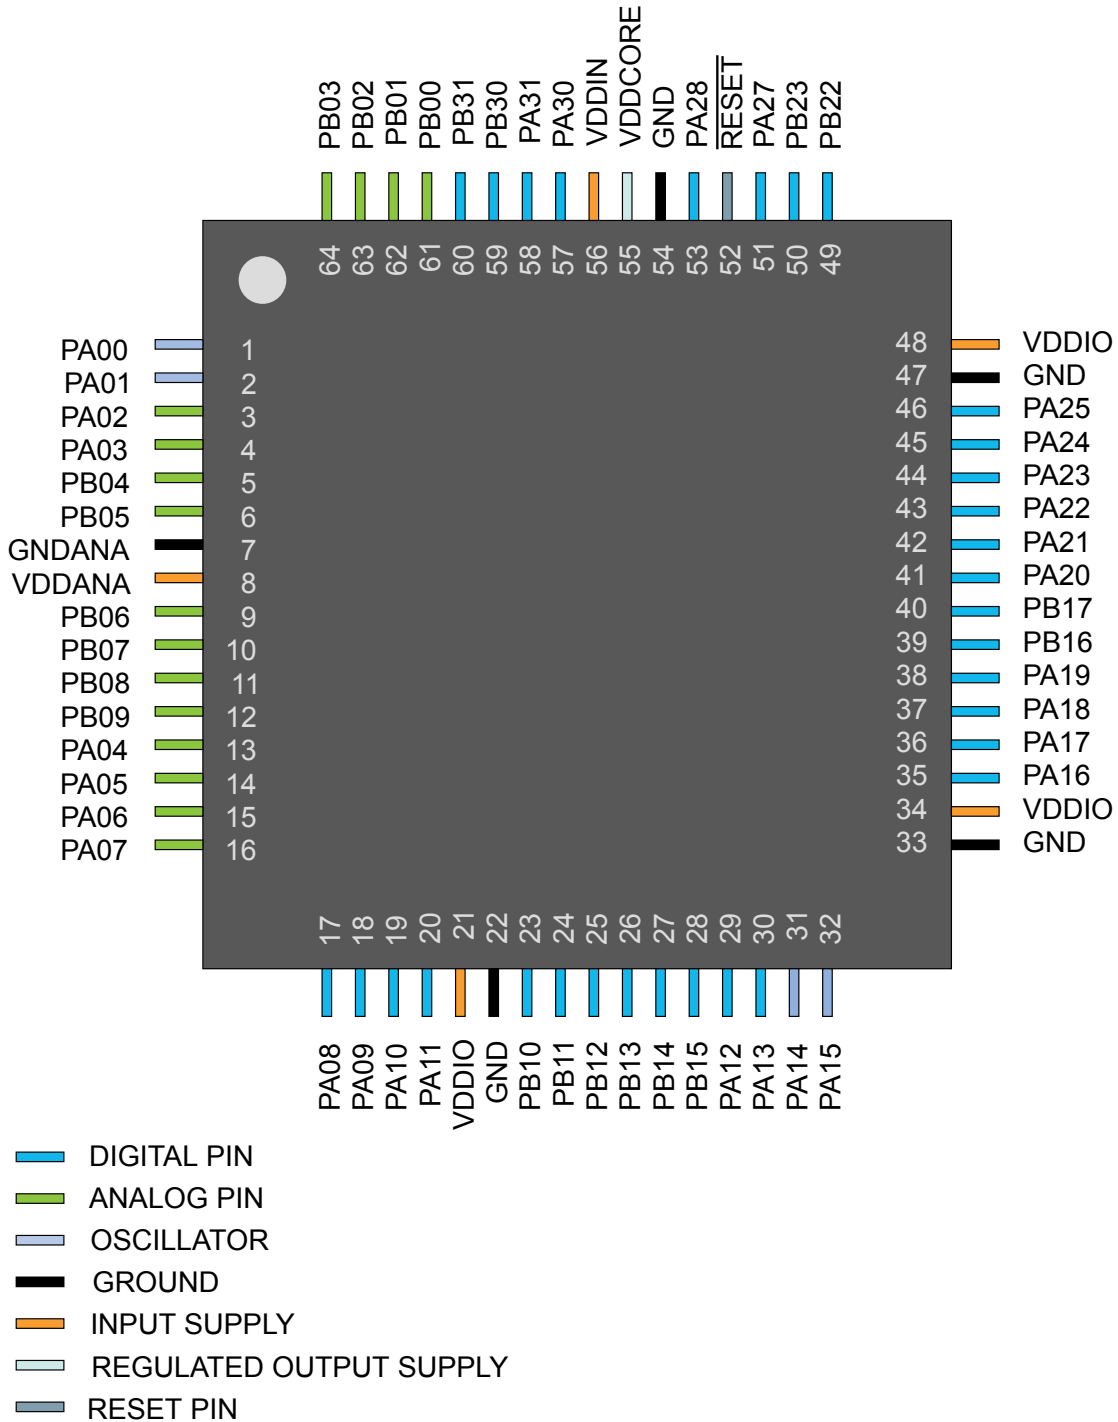 PB03
PB02
PB01
PB00
PB31
PB30
PA31
PA30
VDDIN
VDDCORE
GND
PA28
RESET
PA27
PB23
PB22
64
63
62
61
60
59
58
57
56
55
54
53
52
51
50
49
PA00 1
PA01 2
PA02 3
PA03 4
PB04 5
PB05 6
GNDANA 7
VDDANA 8
PB06 9
PB07 10
PB08 11
PB09 12
PA04 13
PA05 14
PA06 15
PA07 16
48 VDDIO
47 GND
46 PA25
45 PA24
44 PA23
43 PA22
42 PA21
41 PA20
40 PB17
39 PB16
38 PA19
37 PA18
36 PA17
35 PA16
34 VDDIO
33 GND
17
18
19
20
21
22
23
24
25
26
27
28
29
30
31
32
PA08
PA09
PA10
PA11
VDDIO
GND
PB10
PB11
PB12
PB13
PB14
PB15
PA12
PA13
PA14
PA15
DIGITAL PIN
ANALOG PIN
OSCILLATOR
GROUND
INPUT SUPPLY
REGULATED OUTPUT SUPPLY
RESET PIN